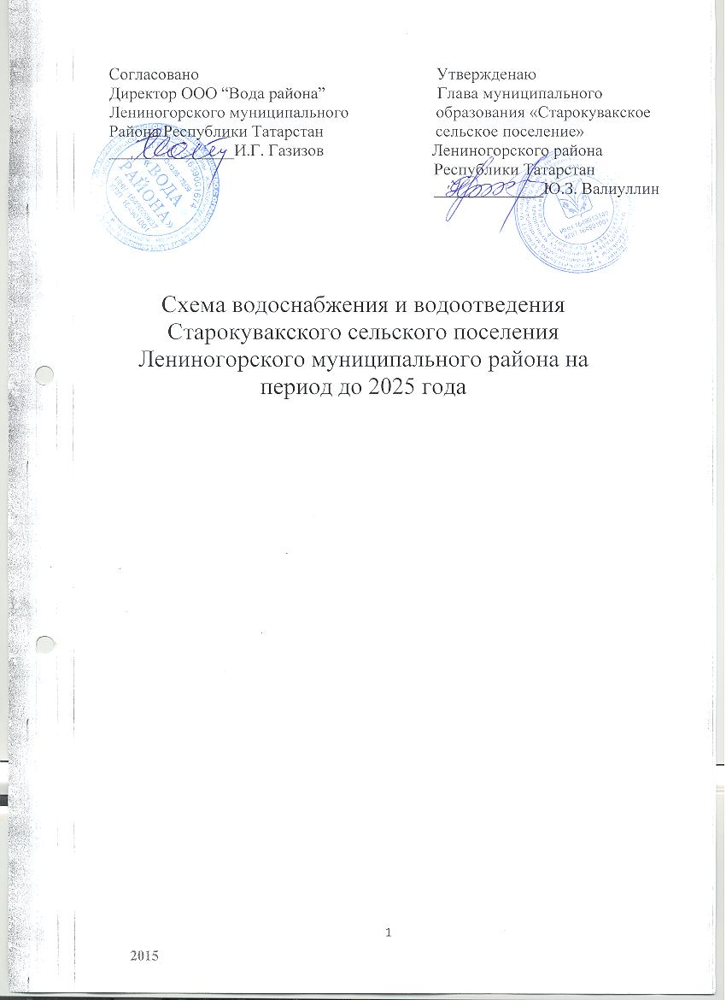 Согласовано
Директор ООО “Вода района”
Лениногорского муниципального
Района Республики Татарстан
_______________И.Г. Газизов
Утвержденаю
Глава муниципального
образования «Старокувакское
сельское поселение»
Лениногорского района
Республики Татарстан
_____________Ю.З. Валиуллин
«ВОДА
РАЙОНА»
Схема водоснабжения и водоотведения
Старокувакского сельского поселения
Лениногорского муниципального района на
период до 2025 года
1
2015